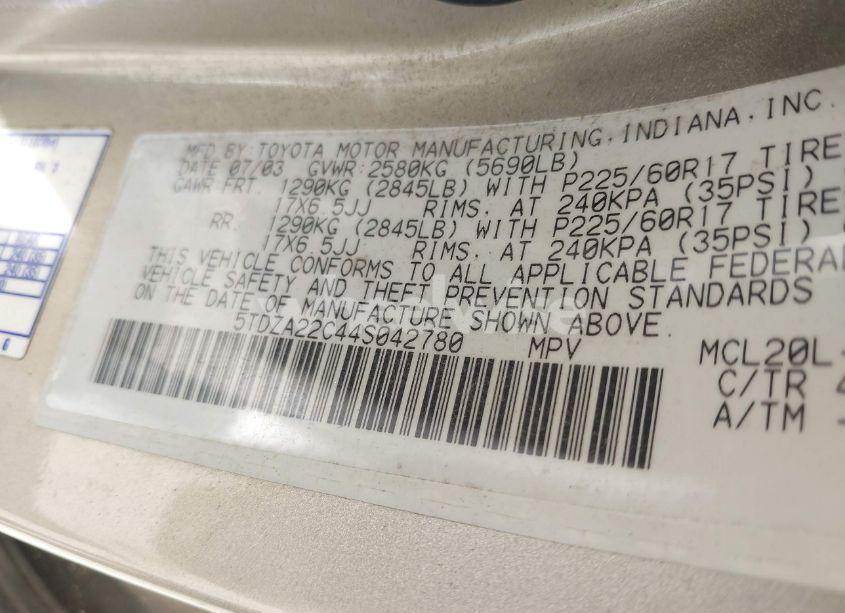 MFD BY: TOYOTA MOTOR MANUFACTURING, INDIANA, INC.
DATE 07/03 GVWR: 2580KG (5690LB)
GAWR: FRT. 1290KG (2845LB) WITH P225/60R17 TIRE
17X6 5JJ RIMS. AT 240KPA (35PSI)
RR. 1290KG (2845LB) WITH P225/60R17 TIRE
17X6 5JJ RIMS. AT 240KPA (35PSI)
THIS VEHICLE CONFORMS TO ALL APPLICABLE FEDERAL
VEHICLE SAFETY AND THEFT PREVENTION STANDARDS
ON THE DATE OF MANUFACTURE SHOWN ABOVE.
5TDZA22C44S042780 MPV MCL20L-
C/TR 4
A/TM -